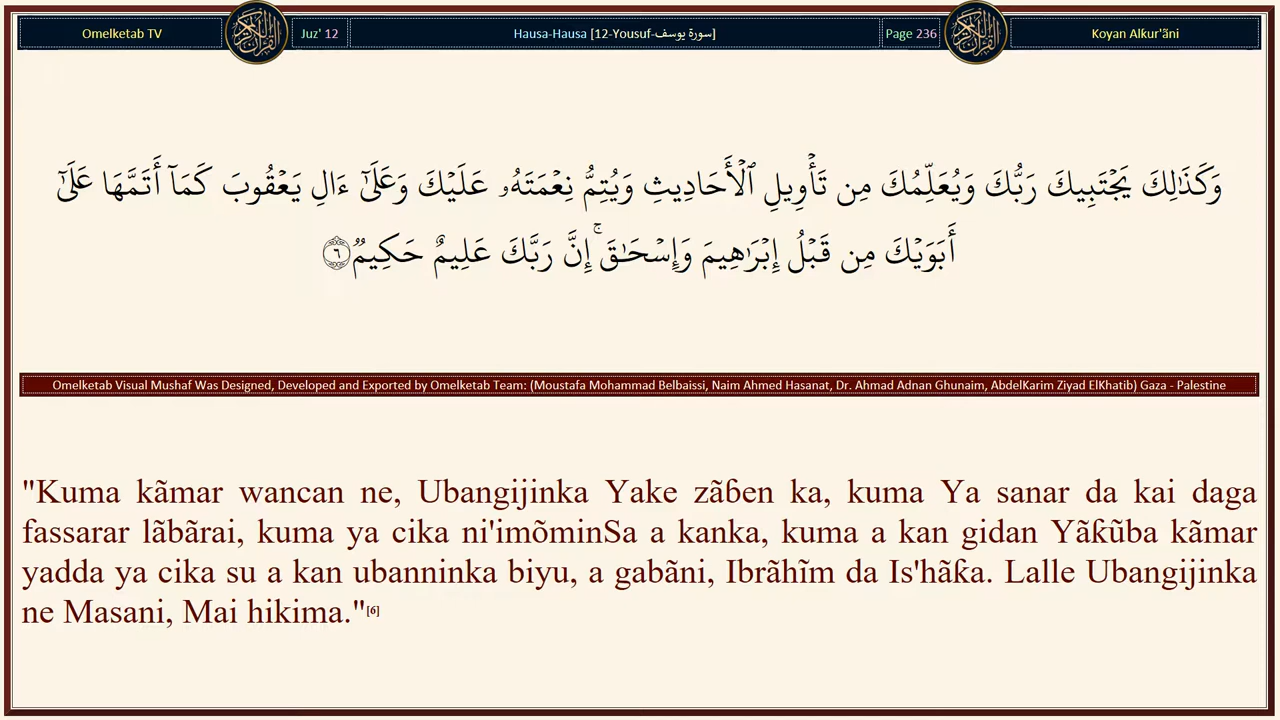 Omelketab TV
Juz' 12
Hausa-Hausa [12-Yousuf-سورة يوسف]
Page 236
Koyan Alƙur'ãni
وَكَذَٰلِكَ يَجْتَبِيكَ رَبُّكَ وَيُعَلِّمُكَ مِن تَأْوِيلِ ٱلْأَحَادِيثِ وَيُتِمُّ نِعْمَتَهُۥ عَلَيْكَ وَعَلَىٰٓ ءَالِ يَعْقُوبَ كَمَآ أَتَمَّهَا عَلَىٰٓ
أَبَوَيْكَ مِن قَبْلُ إِبْرَٰهِيمَ وَإِسْحَٰقَ ۚ إِنَّ رَبَّكَ عَلِيمٌ حَكِيمٌ ٦
Omelketab Visual Mushaf Was Designed, Developed and Exported by Omelketab Team: (Moustafa Mohammad Belbaissi, Naim Ahmed Hasanat, Dr. Ahmad Adnan Ghunaim, AbdelKarim Ziyad ElKhatib) Gaza - Palestine
"Kuma kãmar wancan ne, Ubangijinka Yake zãɓen ka, kuma Ya sanar da kai daga
fassarar lãbãrai, kuma ya cika ni'imõminSa a kanka, kuma a kan gidan Yãƙũba kãmar
yadda ya cika su a kan ubanninka biyu, a gabãni, Ibrãhĩm da Is'hãƙa. Lalle Ubangijinka
ne Masani, Mai hikima."[6]